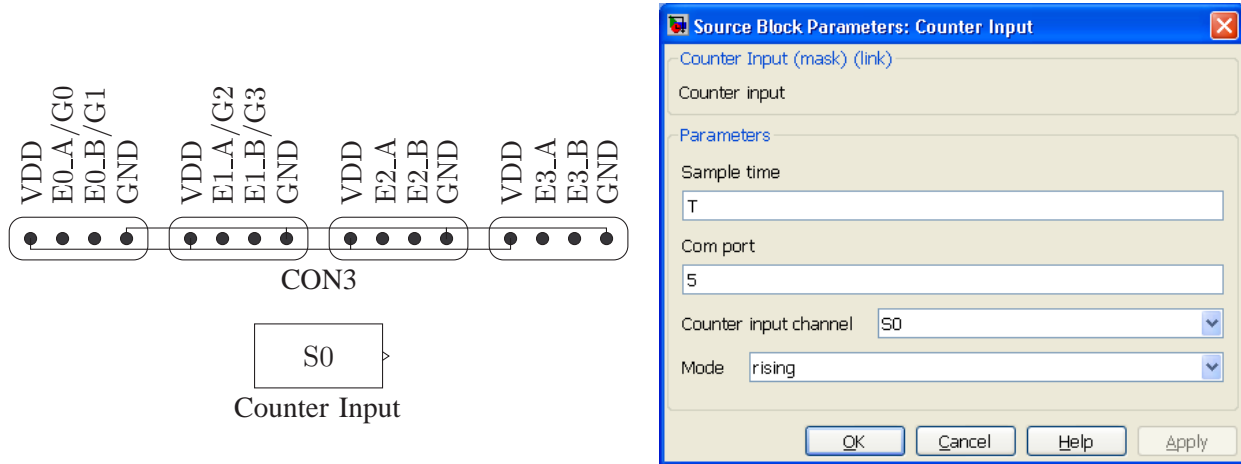 VDD
E0_A/G0
E0_B/G1
GND
VDD
E1_A/G2
E1_B/G3
GND
VDD
E2_A
E2_B
GND
VDD
E3_A
E3_B
GND
CON3
S0
Counter Input
Source Block Parameters: Counter Input
Counter Input (mask) (link)
Counter input
Parameters
Sample time
T
Com port
5
Counter input channel S0
Mode rising
OK Cancel Help Apply